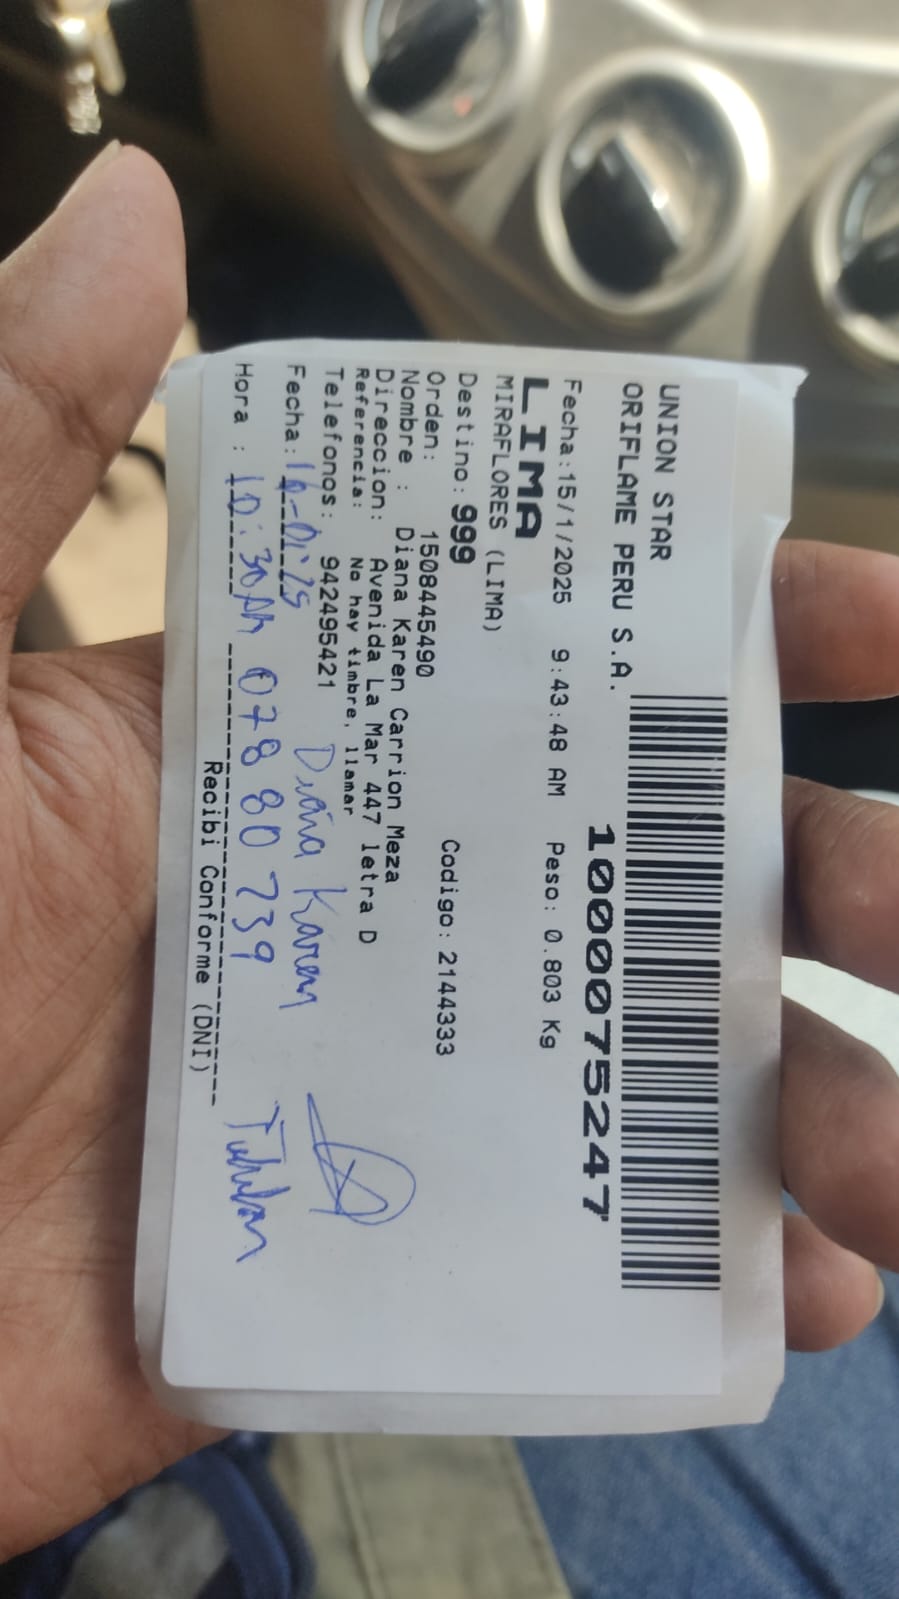 UNION STAR
ORIFLAME PERU S.A.
1000075247
Fecha:15/1/2025 9:43:48 AM Peso: 0.803 Kg
LIMA
MIRAFLORES (LIMA)
Destino: 999
Orden: 1508445490 Codigo: 2144333
Nombre : Diana Karen Carrion Meza
Direccion: Avenida La Mar 447 letra D
Referencia: No hay timbre, llamar
Telefonos: 942495421
Fecha: 16-01-25 Diana Karen
Hora : 10:30AM 07880739
Recibi Conforme (DNI)